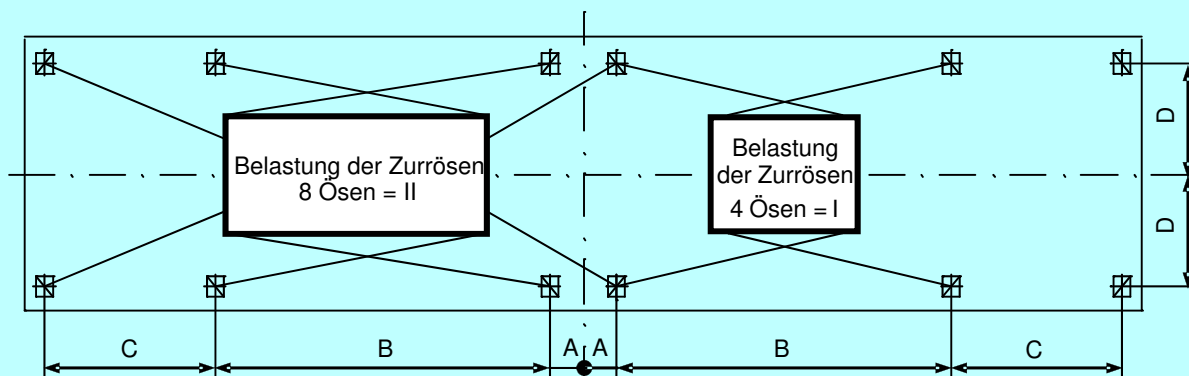 Belastung der Zurrösen
8 Ösen = II
Belastung
der Zurrösen
4 Ösen = I
D
D
C
B
A
A
B
C